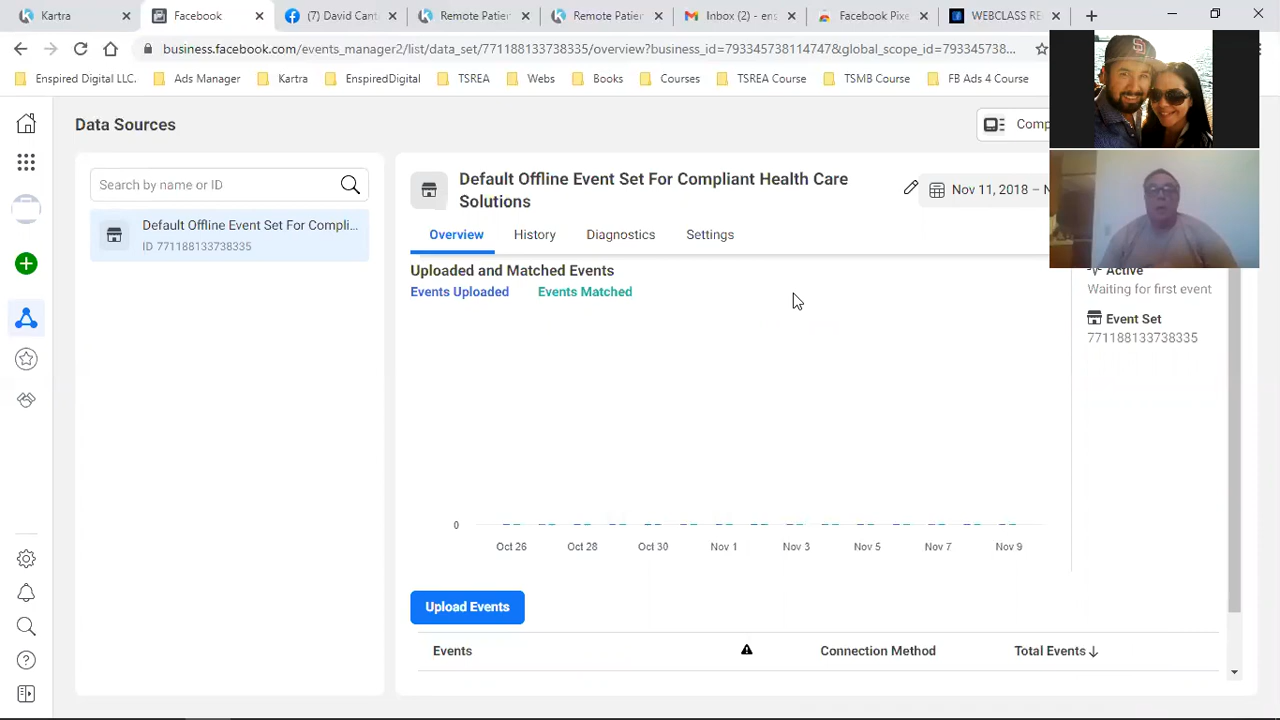 Kartra
Facebook
(7) David Cant
Remote Patier
Remote Patie
Inbox (2) - ens
Facebook Pixe
WEBCLASS RE
business.facebook.com/events_manager2/list/data_set/771188133738335/overview?business_id=793345738114747&global_scope_id=793345738...
Enspired Digital LLC.
Ads Manager
Kartra
EnspiredDigital
TSREA
Webs
Books
Courses
TSREA Course
TSMB Course
FB Ads 4 Course
Data Sources
Comp
Search by name or ID
Default Offline Event Set For Compli...
ID 771188133738335
Default Offline Event Set For Compliant Health Care
Solutions
Nov 11, 2018 – N
Overview
History
Diagnostics
Settings
Uploaded and Matched Events
Events Uploaded
Events Matched
Active
Waiting for first event
Event Set
771188133738335
0
Oct 26
Oct 28
Oct 30
Nov 1
Nov 3
Nov 5
Nov 7
Nov 9
Upload Events
Events
Connection Method
Total Events